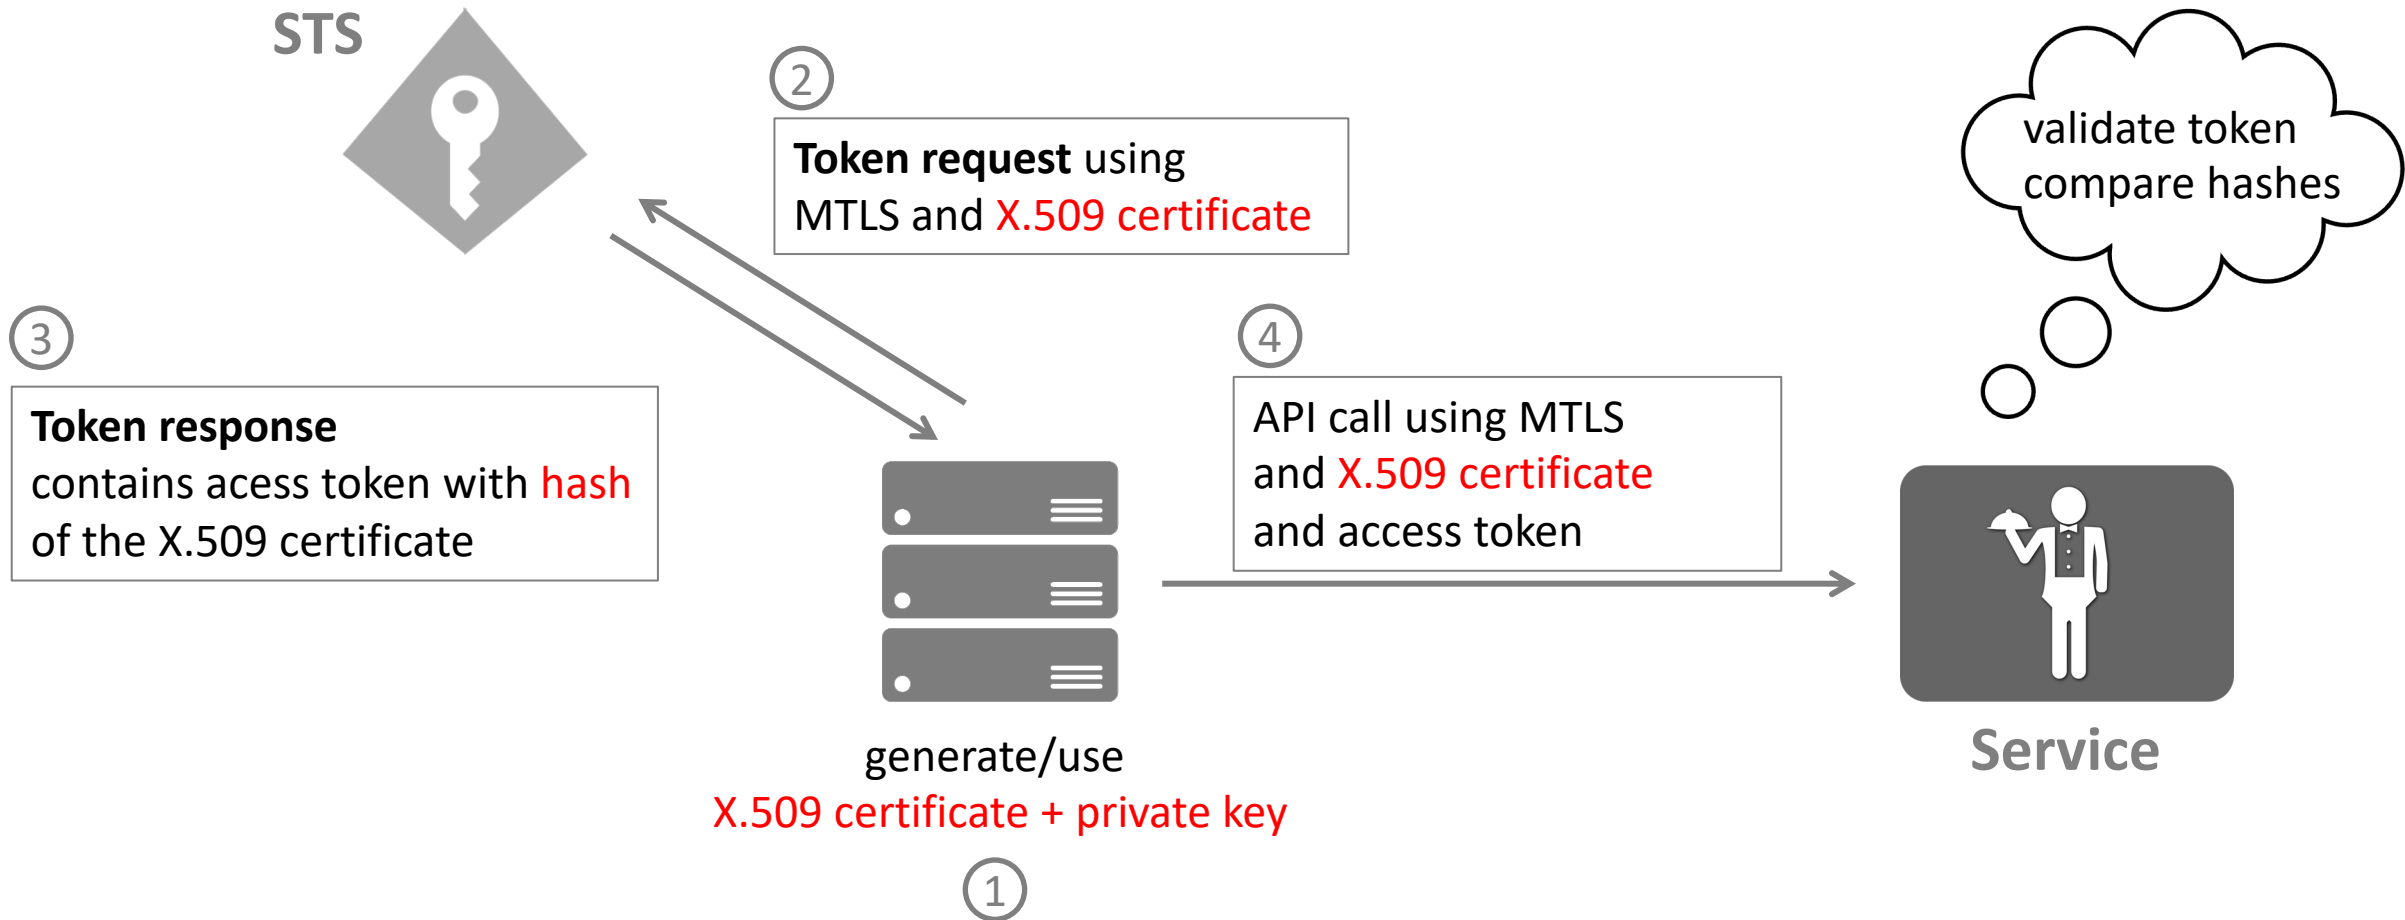 STS
2
Token request using
MTLS and X.509 certificate
validate token
compare hashes
3
Token response
contains acess token with hash
of the X.509 certificate
4
API call using MTLS
and X.509 certificate
and access token
generate/use
X.509 certificate + private key
1
Service